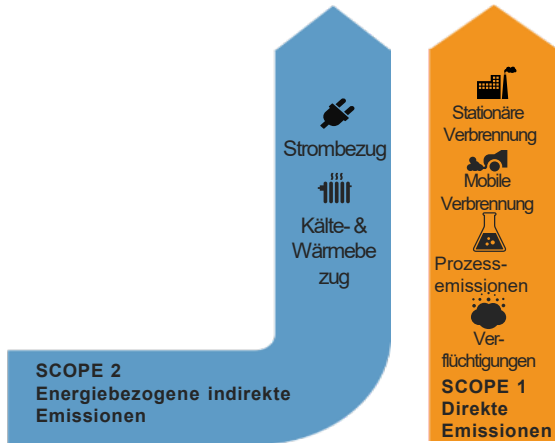 Strombezug
Kälte- &
Wärmebe
zug
SCOPE 2
Energiebezogene indirekte
Emissionen
Stationäre
Verbrennung
Mobile
Verbrennung
Prozess-
emissionen
Ver-
flüchtigungen
SCOPE 1
Direkte
Emissionen